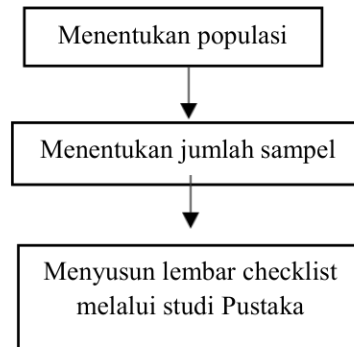 Menentukan populasi
Menentukan jumlah sampel
Menyusun lembar checklist
melalui studi Pustaka